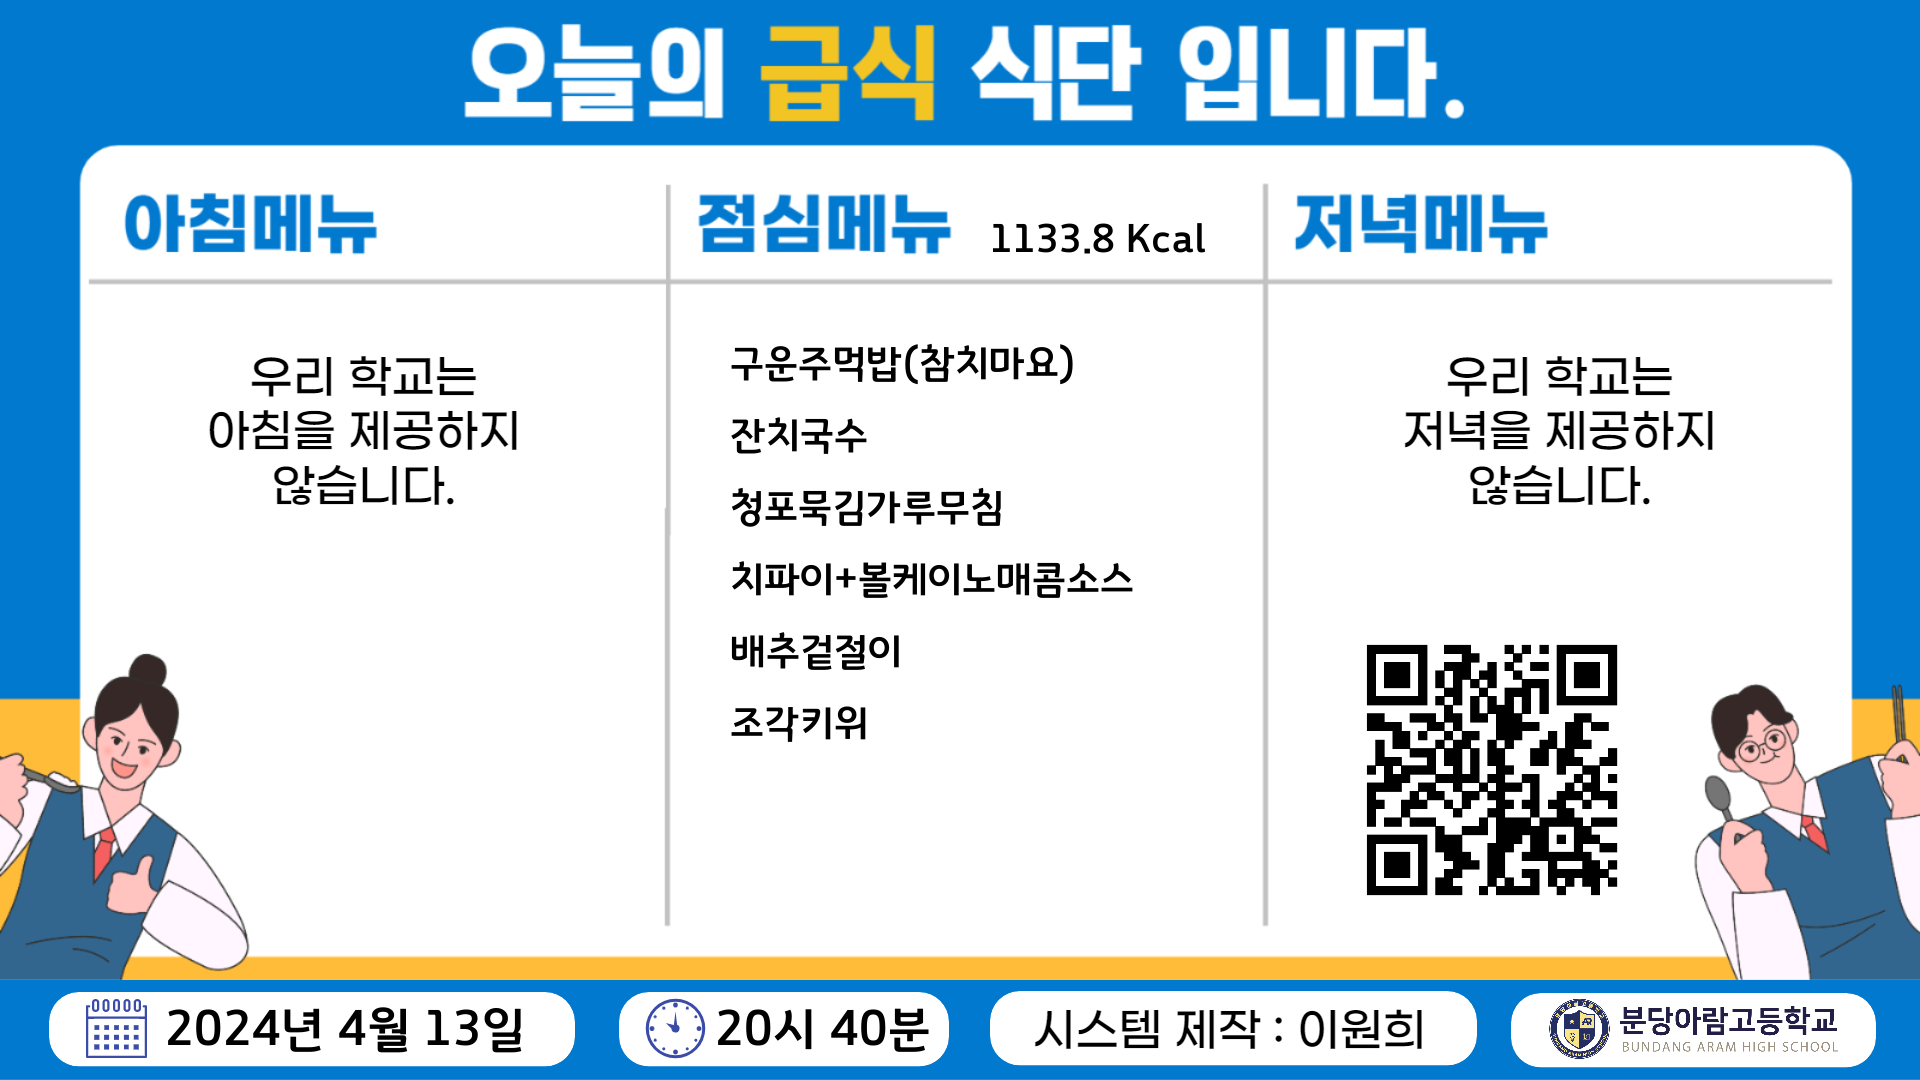 오늘의 급식 식단 입니다.
아침메뉴
우리 학교는
아침을 제공하지
않습니다.
점심메뉴 1133.8 Kcal
구운주먹밥(참치마요)
잔치국수
청포묵김가루무침
치파이+볼케이노매콤소스
배추겉절이
조각키위
저녁메뉴
우리 학교는
저녁을 제공하지
않습니다.
2024년 4월 13일
20시 40분
시스템 제작 : 이원희
분당아람고등학교
BUNDANG ARAM HIGH SCHOOL